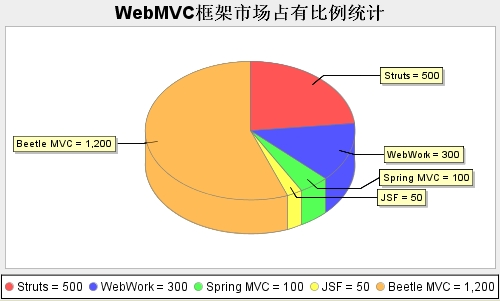 WebMVC框架市场占有比例统计
Struts = 500
Beetle MVC = 1,200
WebWork = 300
Spring MVC = 100
JSF = 50
Struts = 500 WebWork = 300 Spring MVC = 100 JSF = 50 Beetle MVC = 1,200